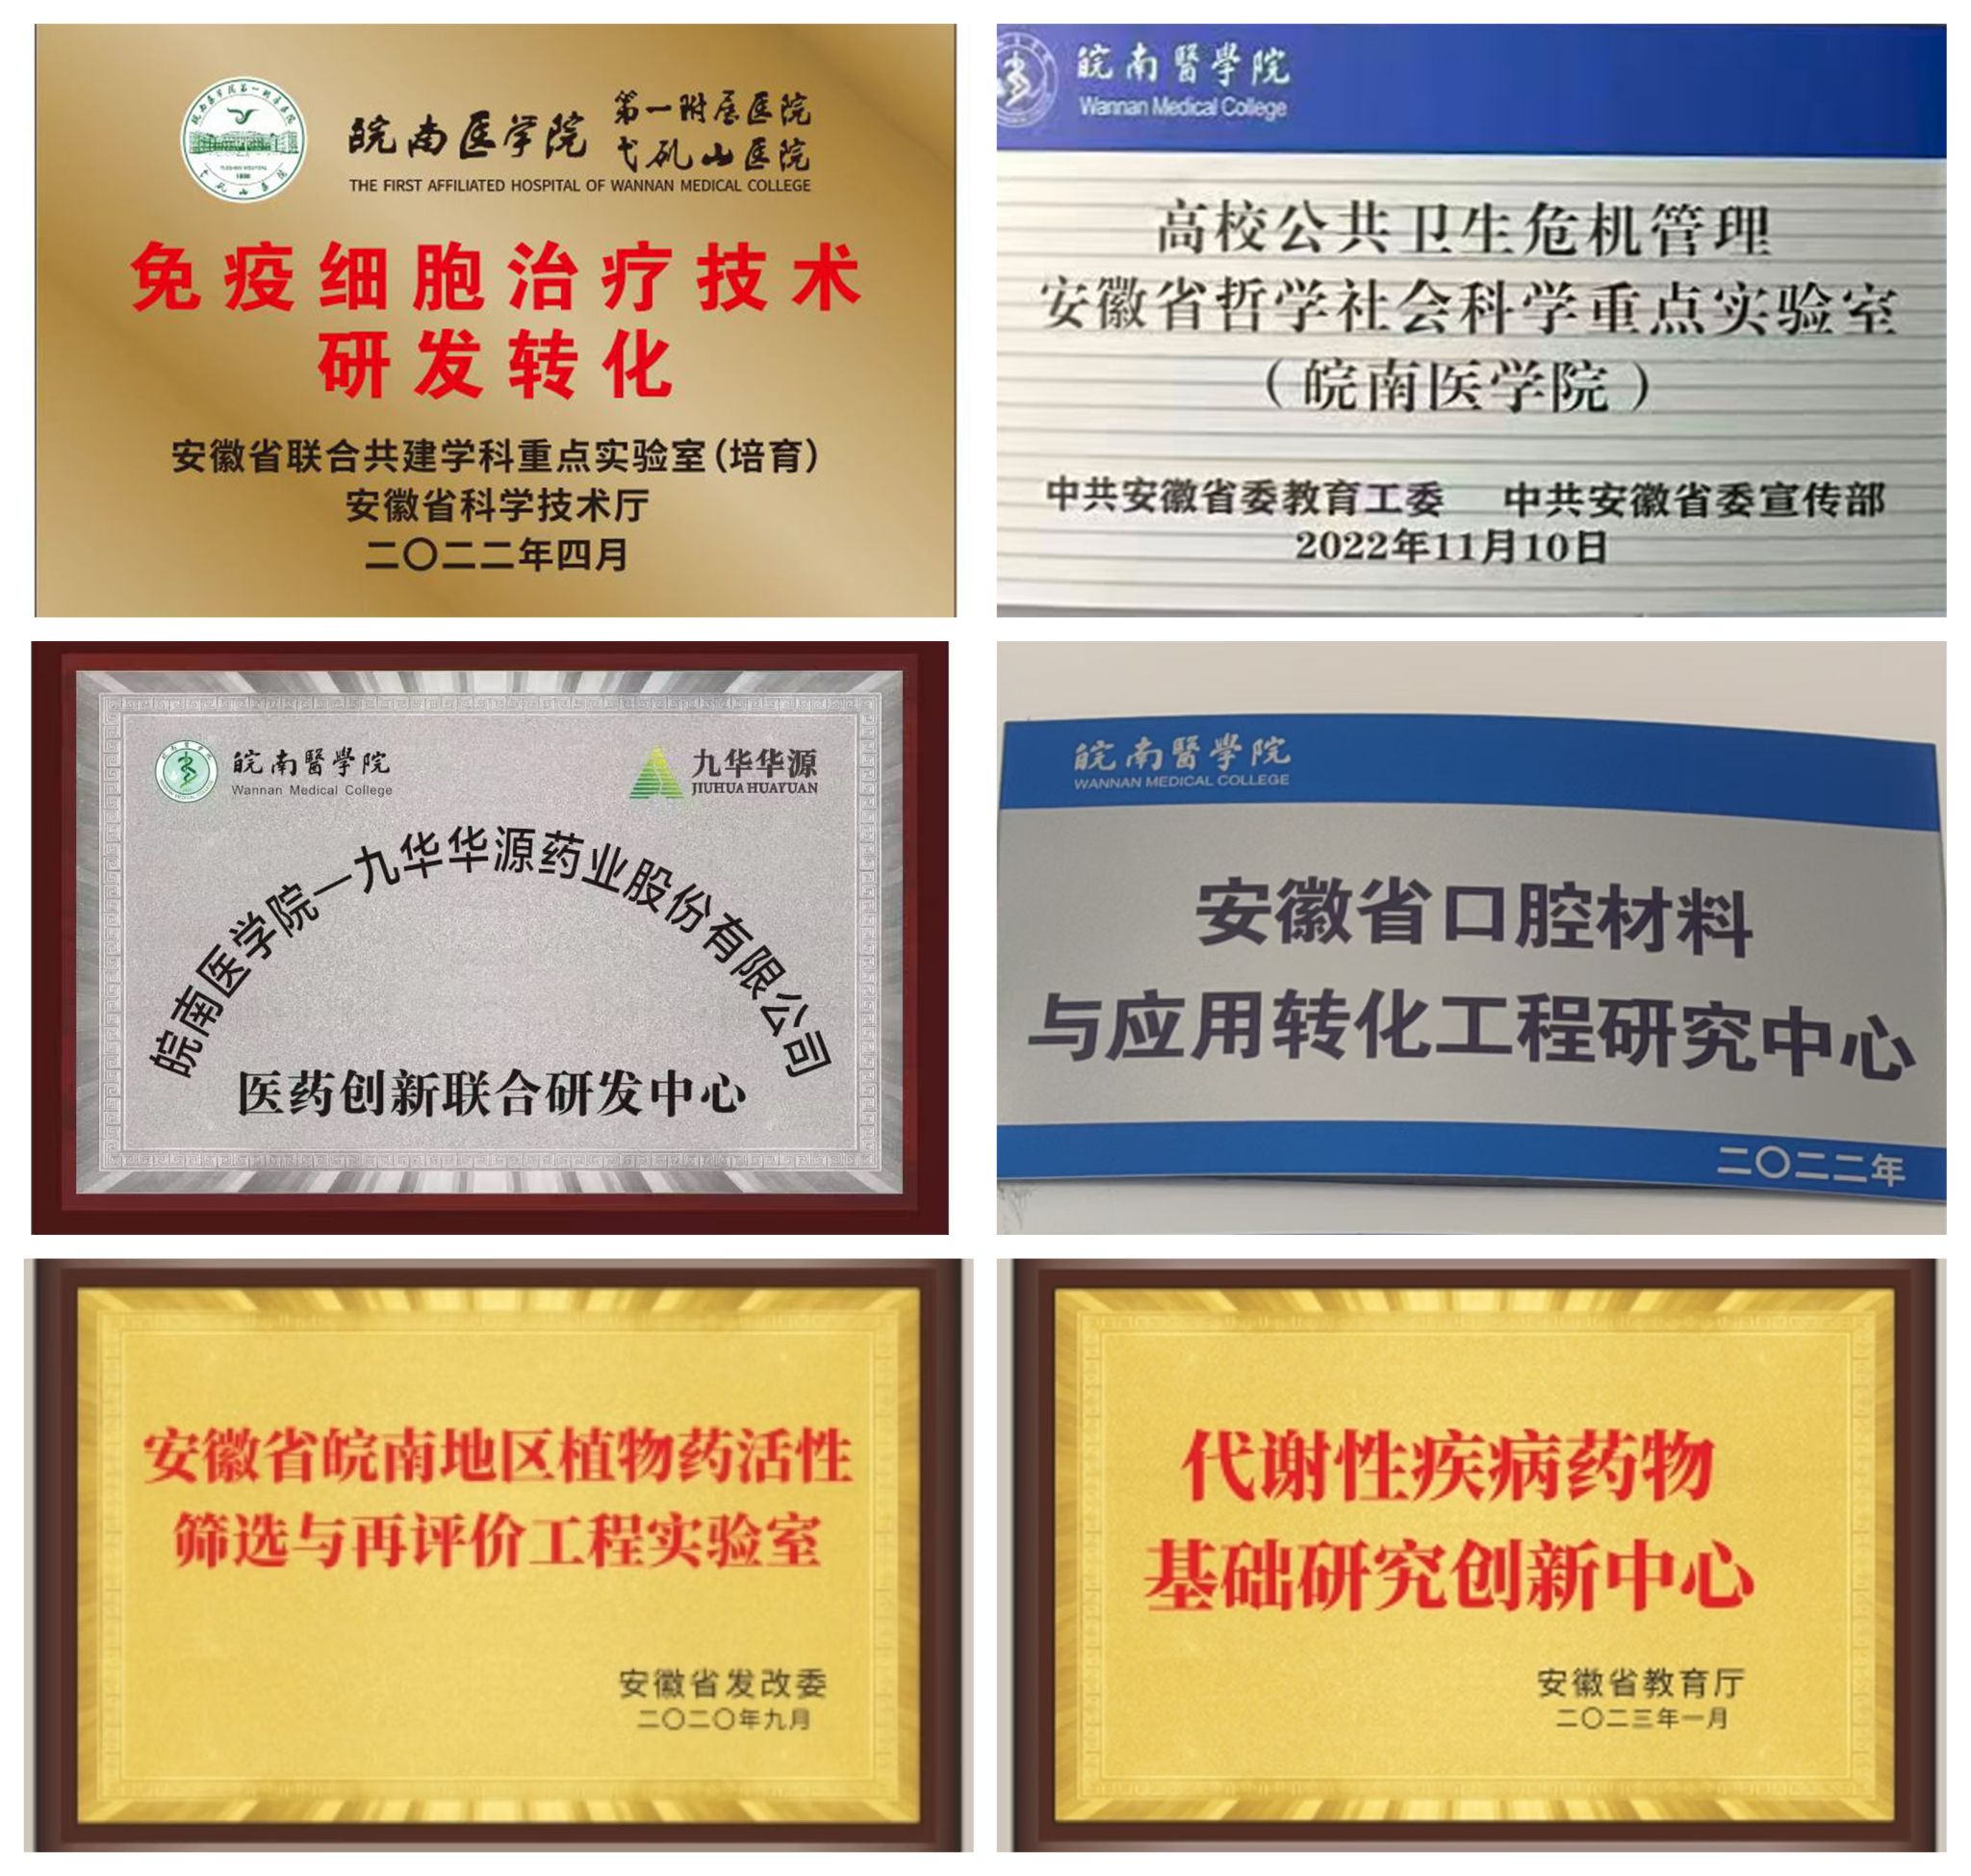 皖南医学院 第一附属医院
弋矶山医院
THE FIRST AFFILIATED HOSPITAL OF WANNAN MEDICAL COLLEGE
免疫细胞治疗技术
研发转化
安徽省联合共建学科重点实验室(培育)
安徽省科学技术厅
二〇二二年四月
皖南醫學院
Wannan Medical College
高校公共卫生危机管理
安徽省哲学社会科学重点实验室
（皖南医学院）
中共安徽省委教育工委 中共安徽省委宣传部
2022年11月10日
皖南醫學院
Wannan Medical College
九华华源
JIUHUA HUAYUAN
皖南医学院—九华华源药业股份有限公司
医药创新联合研发中心
皖南醫學院
WANNAN MEDICAL COLLEGE
安徽省口腔材料
与应用转化工程研究中心
二〇二二年
安徽省皖南地区植物药活性
筛选与再评价工程实验室
安徽省发改委
二〇二〇年九月
代谢性疾病药物
基础研究创新中心
安徽省教育厅
二〇二三年一月